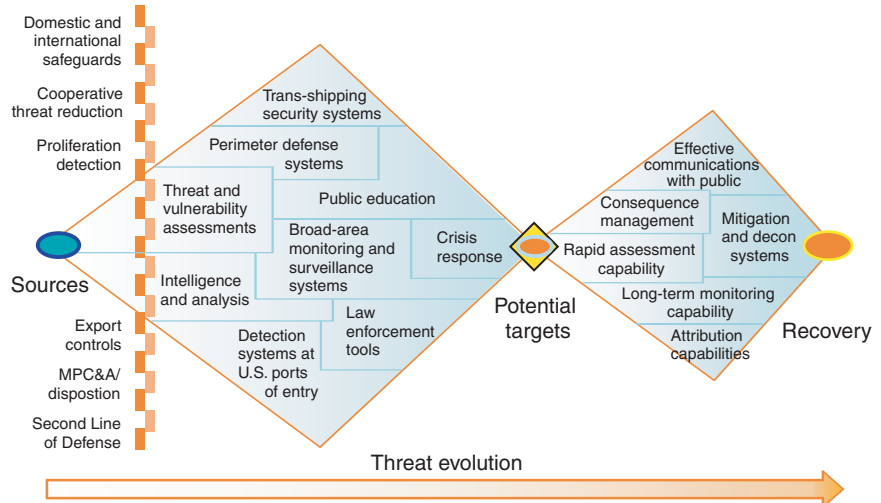 Domestic and
international
safeguards
Cooperative
threat reduction
Proliferation
detection
Sources
Export
controls
MPC&A/
dispostion
Second Line
of Defense
Trans-shipping
security systems
Perimeter defense
systems
Threat and
vulnerability
assessments
Public education
Broad-area
monitoring and
surveillance
systems
Crisis
response
Intelligence
and analysis
Law
enforcement
tools
Detection
systems at
U.S. ports
of entry
Potential
targets
Effective
communications
with public
Consequence
management
Mitigation
and decon
systems
Rapid assessment
capability
Long-term monitoring
capability
Attribution
capabilities
Recovery
Threat evolution